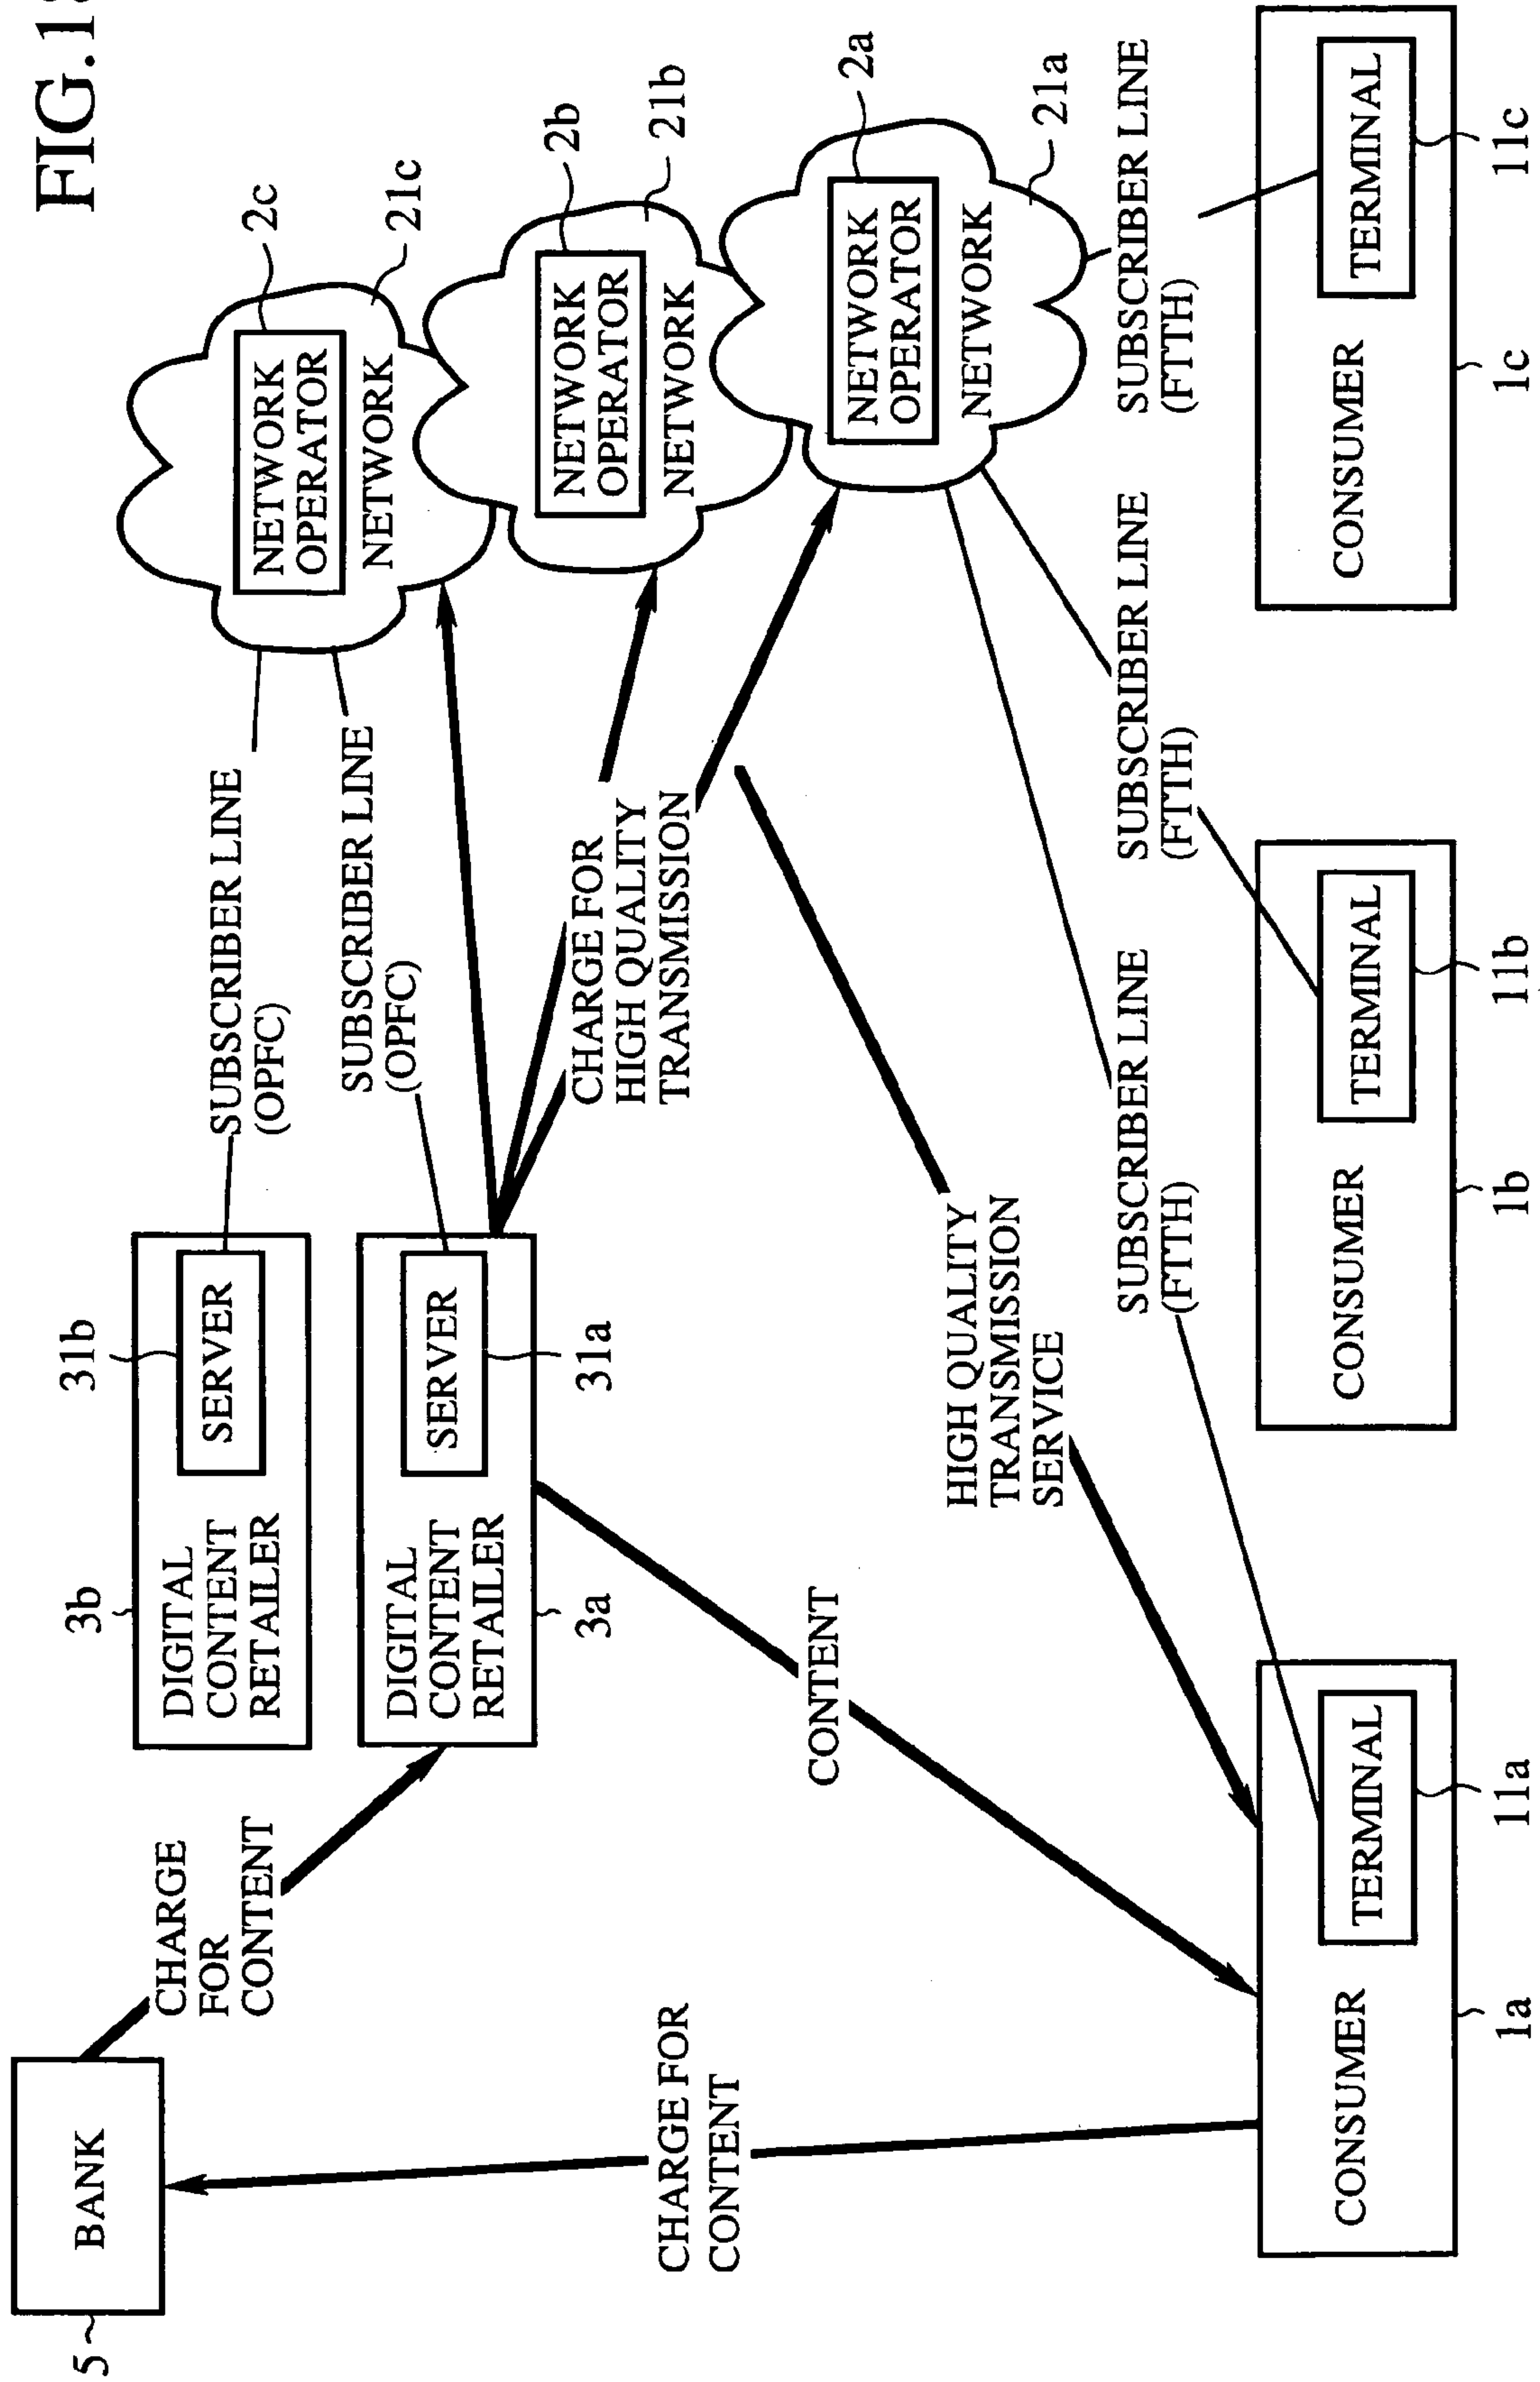 FIG.1
5
BANK
CHARGE
FOR
CONTENT
3b
DIGITAL
CONTENT
RETAILER
31b
SERVER
SUBSCRIBER LINE
(OPFC)
2c
NETWORK
OPERATOR
21c
NETWORK
DIGITAL
CONTENT
RETAILER
3a
SERVER
31a
SUBSCRIBER LINE
(OPFC)
2b
NETWORK
OPERATOR
21b
NETWORK
CHARGE FOR
HIGH QUALITY
TRANSMISSION
CHARGE FOR
CONTENT
CONTENT
2a
NETWORK
OPERATOR
21a
NETWORK
HIGH QUALITY
TRANSMISSION
SERVICE
SUBSCRIBER LINE
(FTTH)
SUBSCRIBER LINE
(FTTH)
SUBSCRIBER LINE
(FTTH)
CONSUMER
TERMINAL
1a
11a
CONSUMER
TERMINAL
1b
11b
CONSUMER
TERMINAL
1c
11c